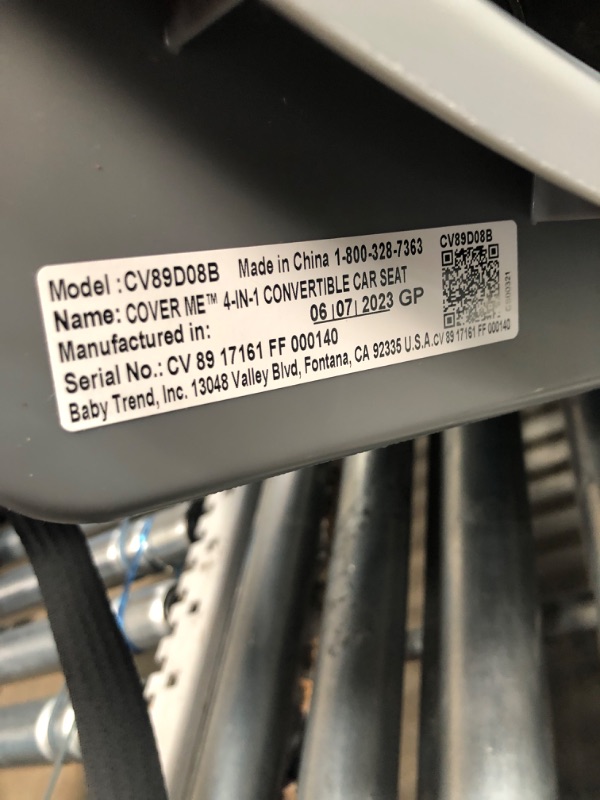 Model : CV89D08B Made in China 1-800-328-7363 CV89D08B
Name: COVER ME™ 4-IN-1 CONVERTIBLE CAR SEAT
Manufactured in: 06|07|2023 GP
Serial No.: CV 89 17161 FF 000140
Baby Trend, Inc. 13048 Valley Blvd, Fontana, CA 92335 U.S.A. CV 89 17161 FF 000140